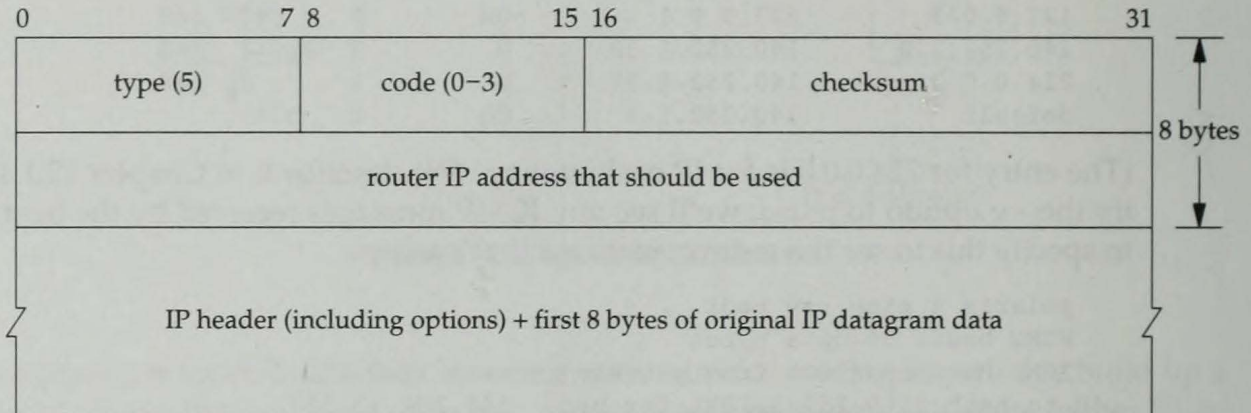 0 7 8 15 16 31
type (5) code (0−3) checksum
8 bytes
router IP address that should be used
IP header (including options) + first 8 bytes of original IP datagram data